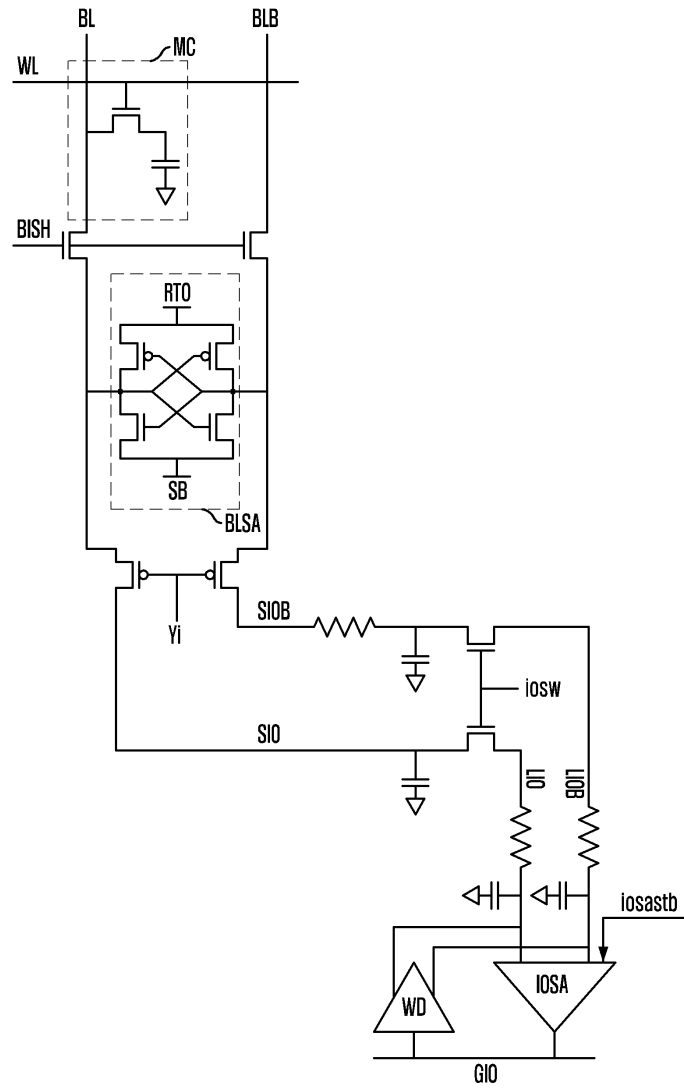 BL
BLB
MC
WL
BISH
RTO
SB
BLSA
SIOB
Yi
iosw
SIO
LIO
LIOB
iosastb
IOSA
WD
GIO